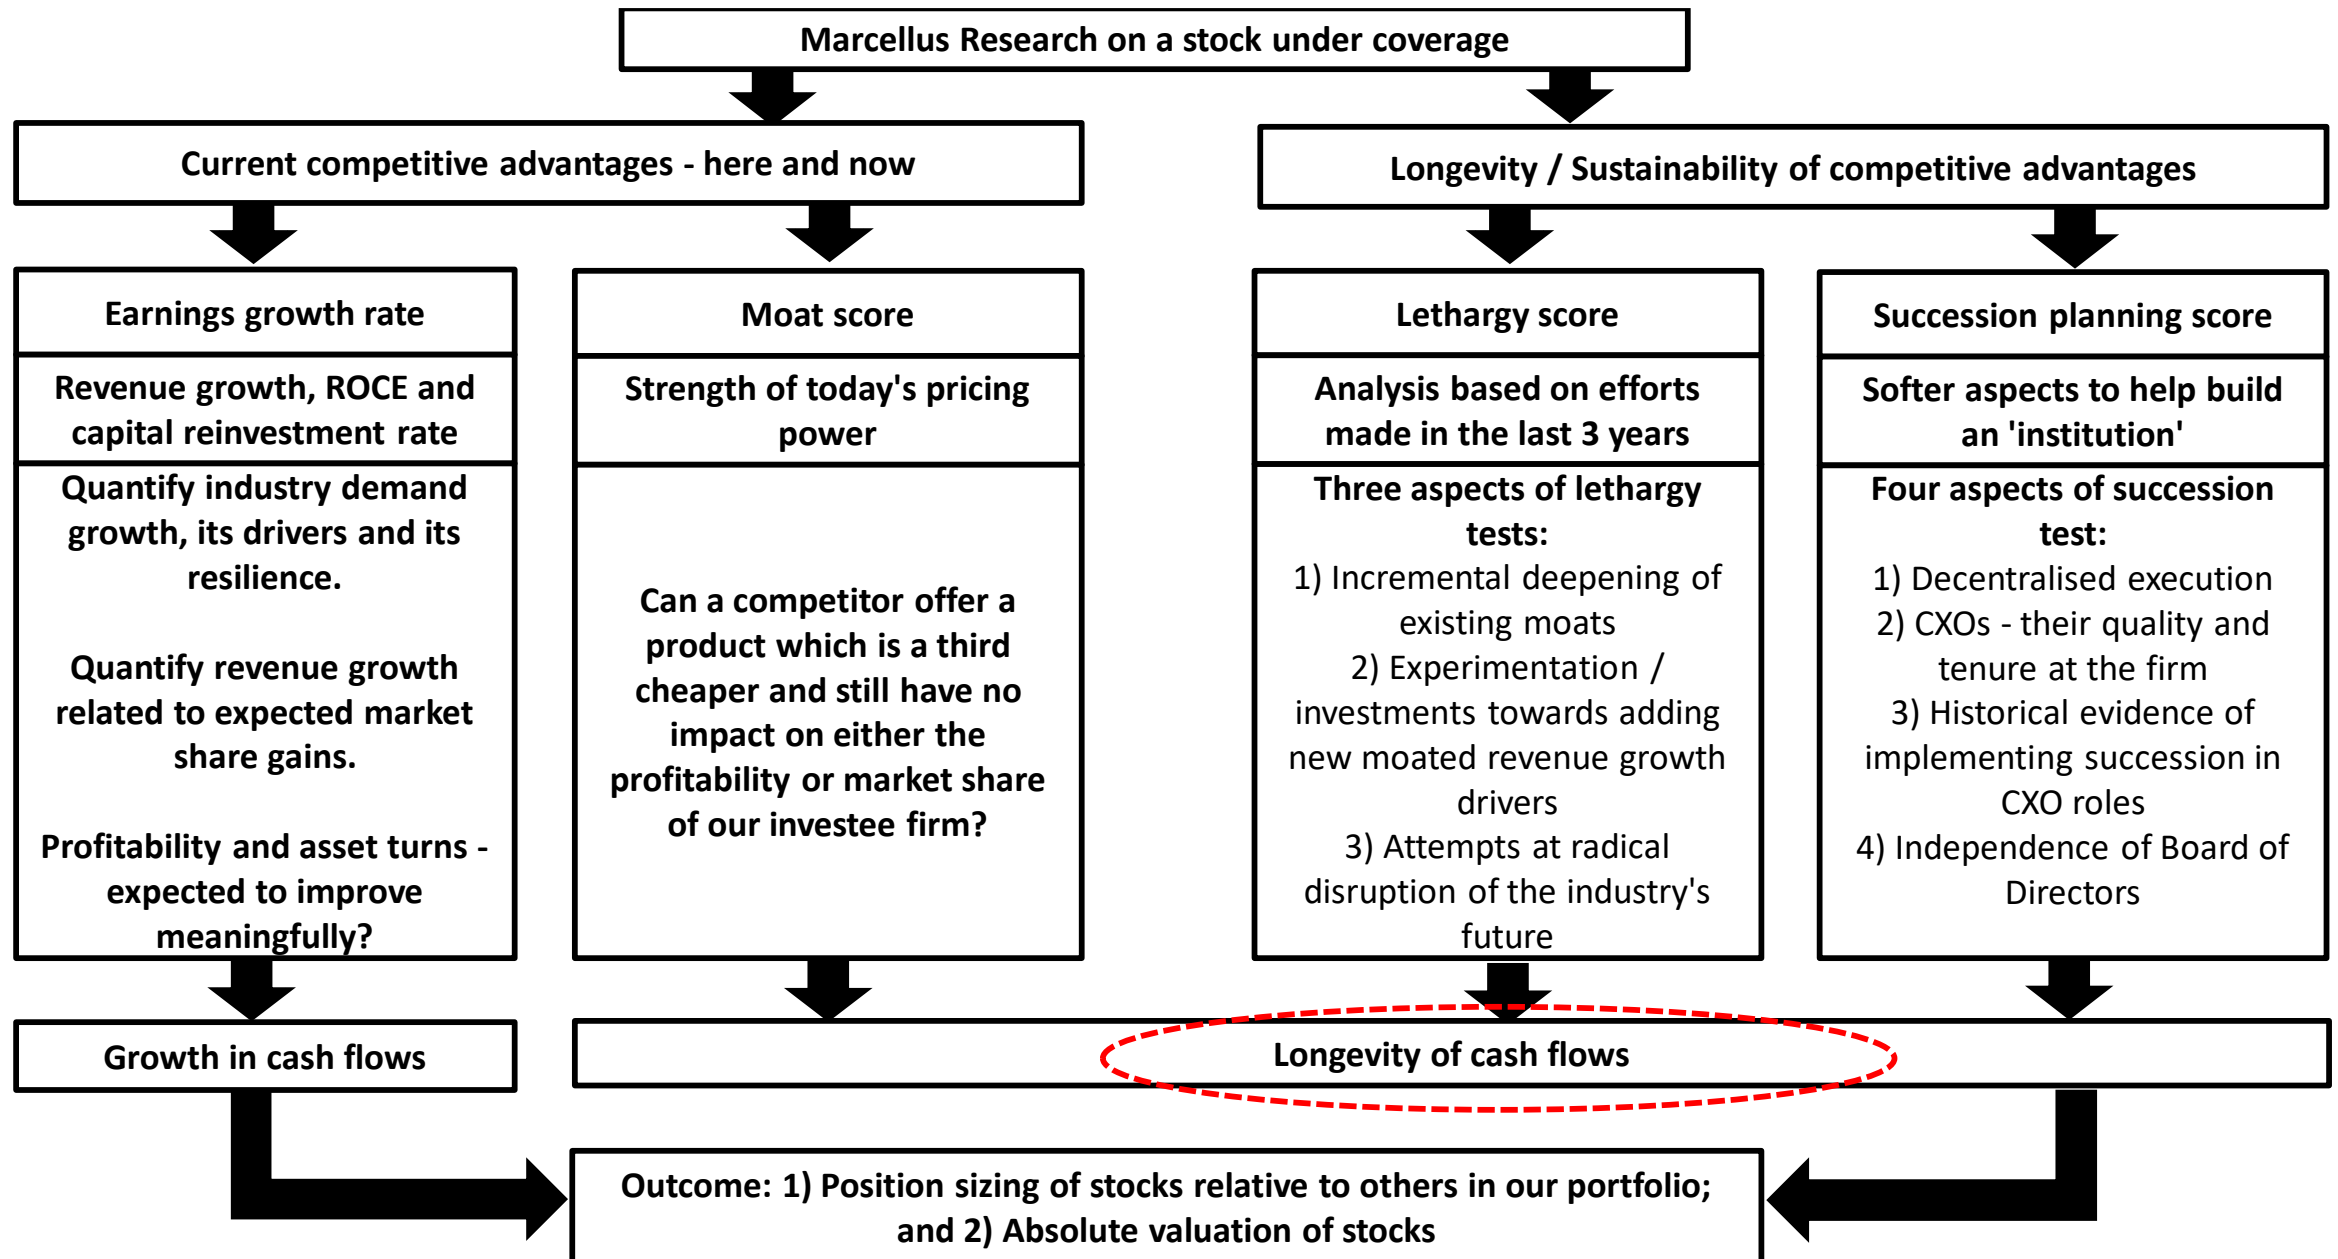 Marcellus Research on a stock under coverage
Current competitive advantages - here and now
Longevity / Sustainability of competitive advantages
Earnings growth rate
Revenue growth, ROCE and
capital reinvestment rate
Quantify industry demand
growth, its drivers and its
resilience.
Quantify revenue growth
related to expected market
share gains.
Profitability and asset turns -
expected to improve
meaningfully?
Moat score
Strength of today's pricing
power
Can a competitor offer a
product which is a third
cheaper and still have no
impact on either the
profitability or market share
of our investee firm?
Lethargy score
Analysis based on efforts
made in the last 3 years
Three aspects of lethargy
tests:
1) Incremental deepening of
existing moats
2) Experimentation /
investments towards adding
new moated revenue growth
drivers
3) Attempts at radical
disruption of the industry's
future
Succession planning score
Softer aspects to help build
an 'institution'
Four aspects of succession
test:
1) Decentralised execution
2) CXOs - their quality and
tenure at the firm
3) Historical evidence of
implementing succession in
CXO roles
4) Independence of Board of
Directors
Growth in cash flows
Longevity of cash flows
Outcome: 1) Position sizing of stocks relative to others in our portfolio;
and 2) Absolute valuation of stocks